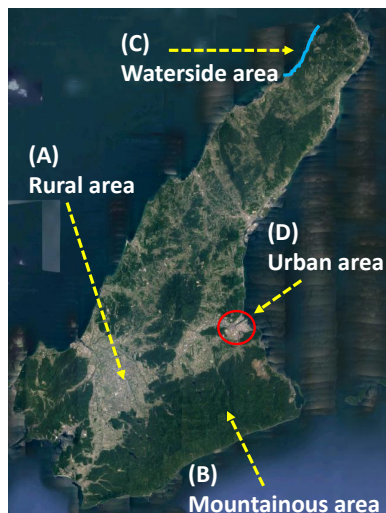 (C)
Waterside area
(A)
Rural area
(D)
Urban area
(B)
Mountainous area